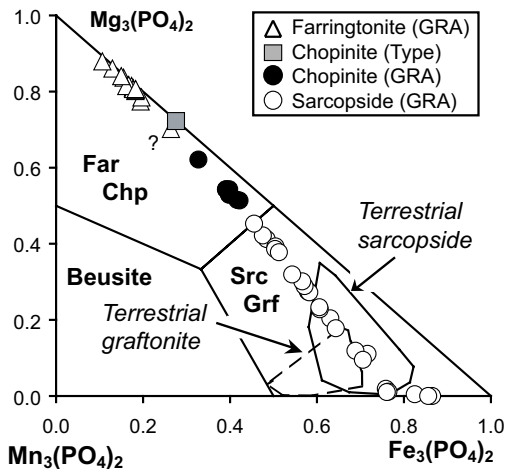 Mg3(PO4)2
1.0
0.8
0.6
0.4
0.2
0.0
Farringtonite (GRA)
Chopinite (Type)
Chopinite (GRA)
Sarcopside (GRA)
?
Far
Chp
Terrestrial
sarcopside
Beusite
Src
Grf
Terrestrial
graftonite
0.0 0.2 0.4 0.6 0.8 1.0
Mn3(PO4)2
Fe3(PO4)2